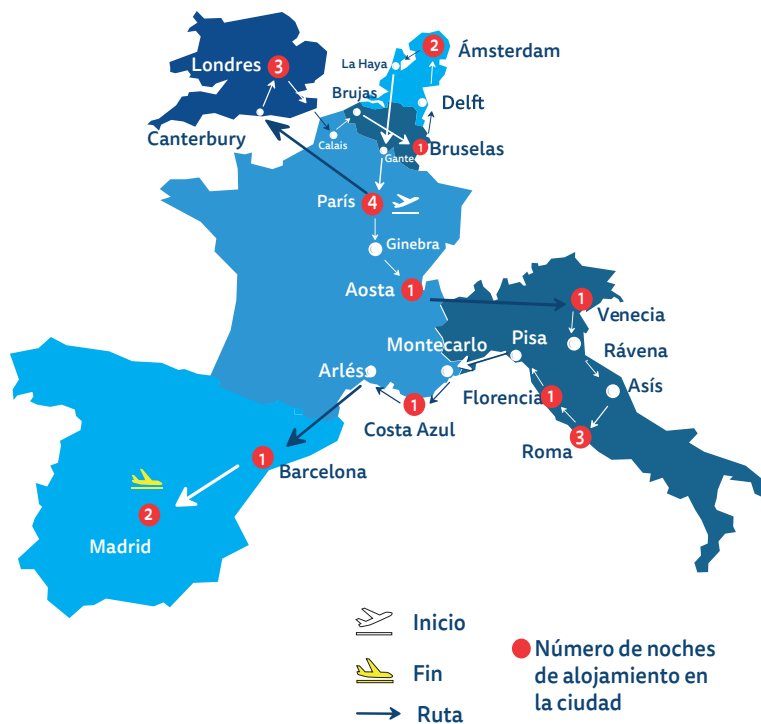 Londres
3
2
Ámsterdam
La Haya
Brujas
Delft
Canterbury
Calais
Gante
1
Bruselas
París
4
Ginebra
Aosta
1
1
Venecia
Montecarlo
Pisa
Rávena
Arlés
Florencia
1
Asís
1
Costa Azul
Roma
3
1
Barcelona
2
Madrid
Inicio
Fin
Ruta
Número de noches
de alojamiento en
la ciudad